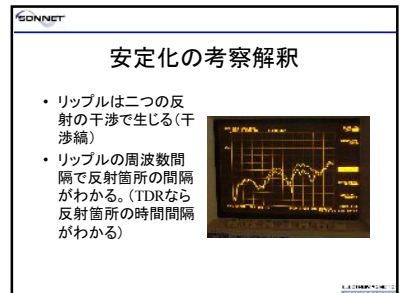 SONNET
安定化の考察解釈
• リップルは二つの反
射の干渉で生じる(干
渉縞)
• リップルの周波数間
隔で反射箇所の間隔
がわかる。(TDRなら
反射箇所の時間間隔
がわかる)